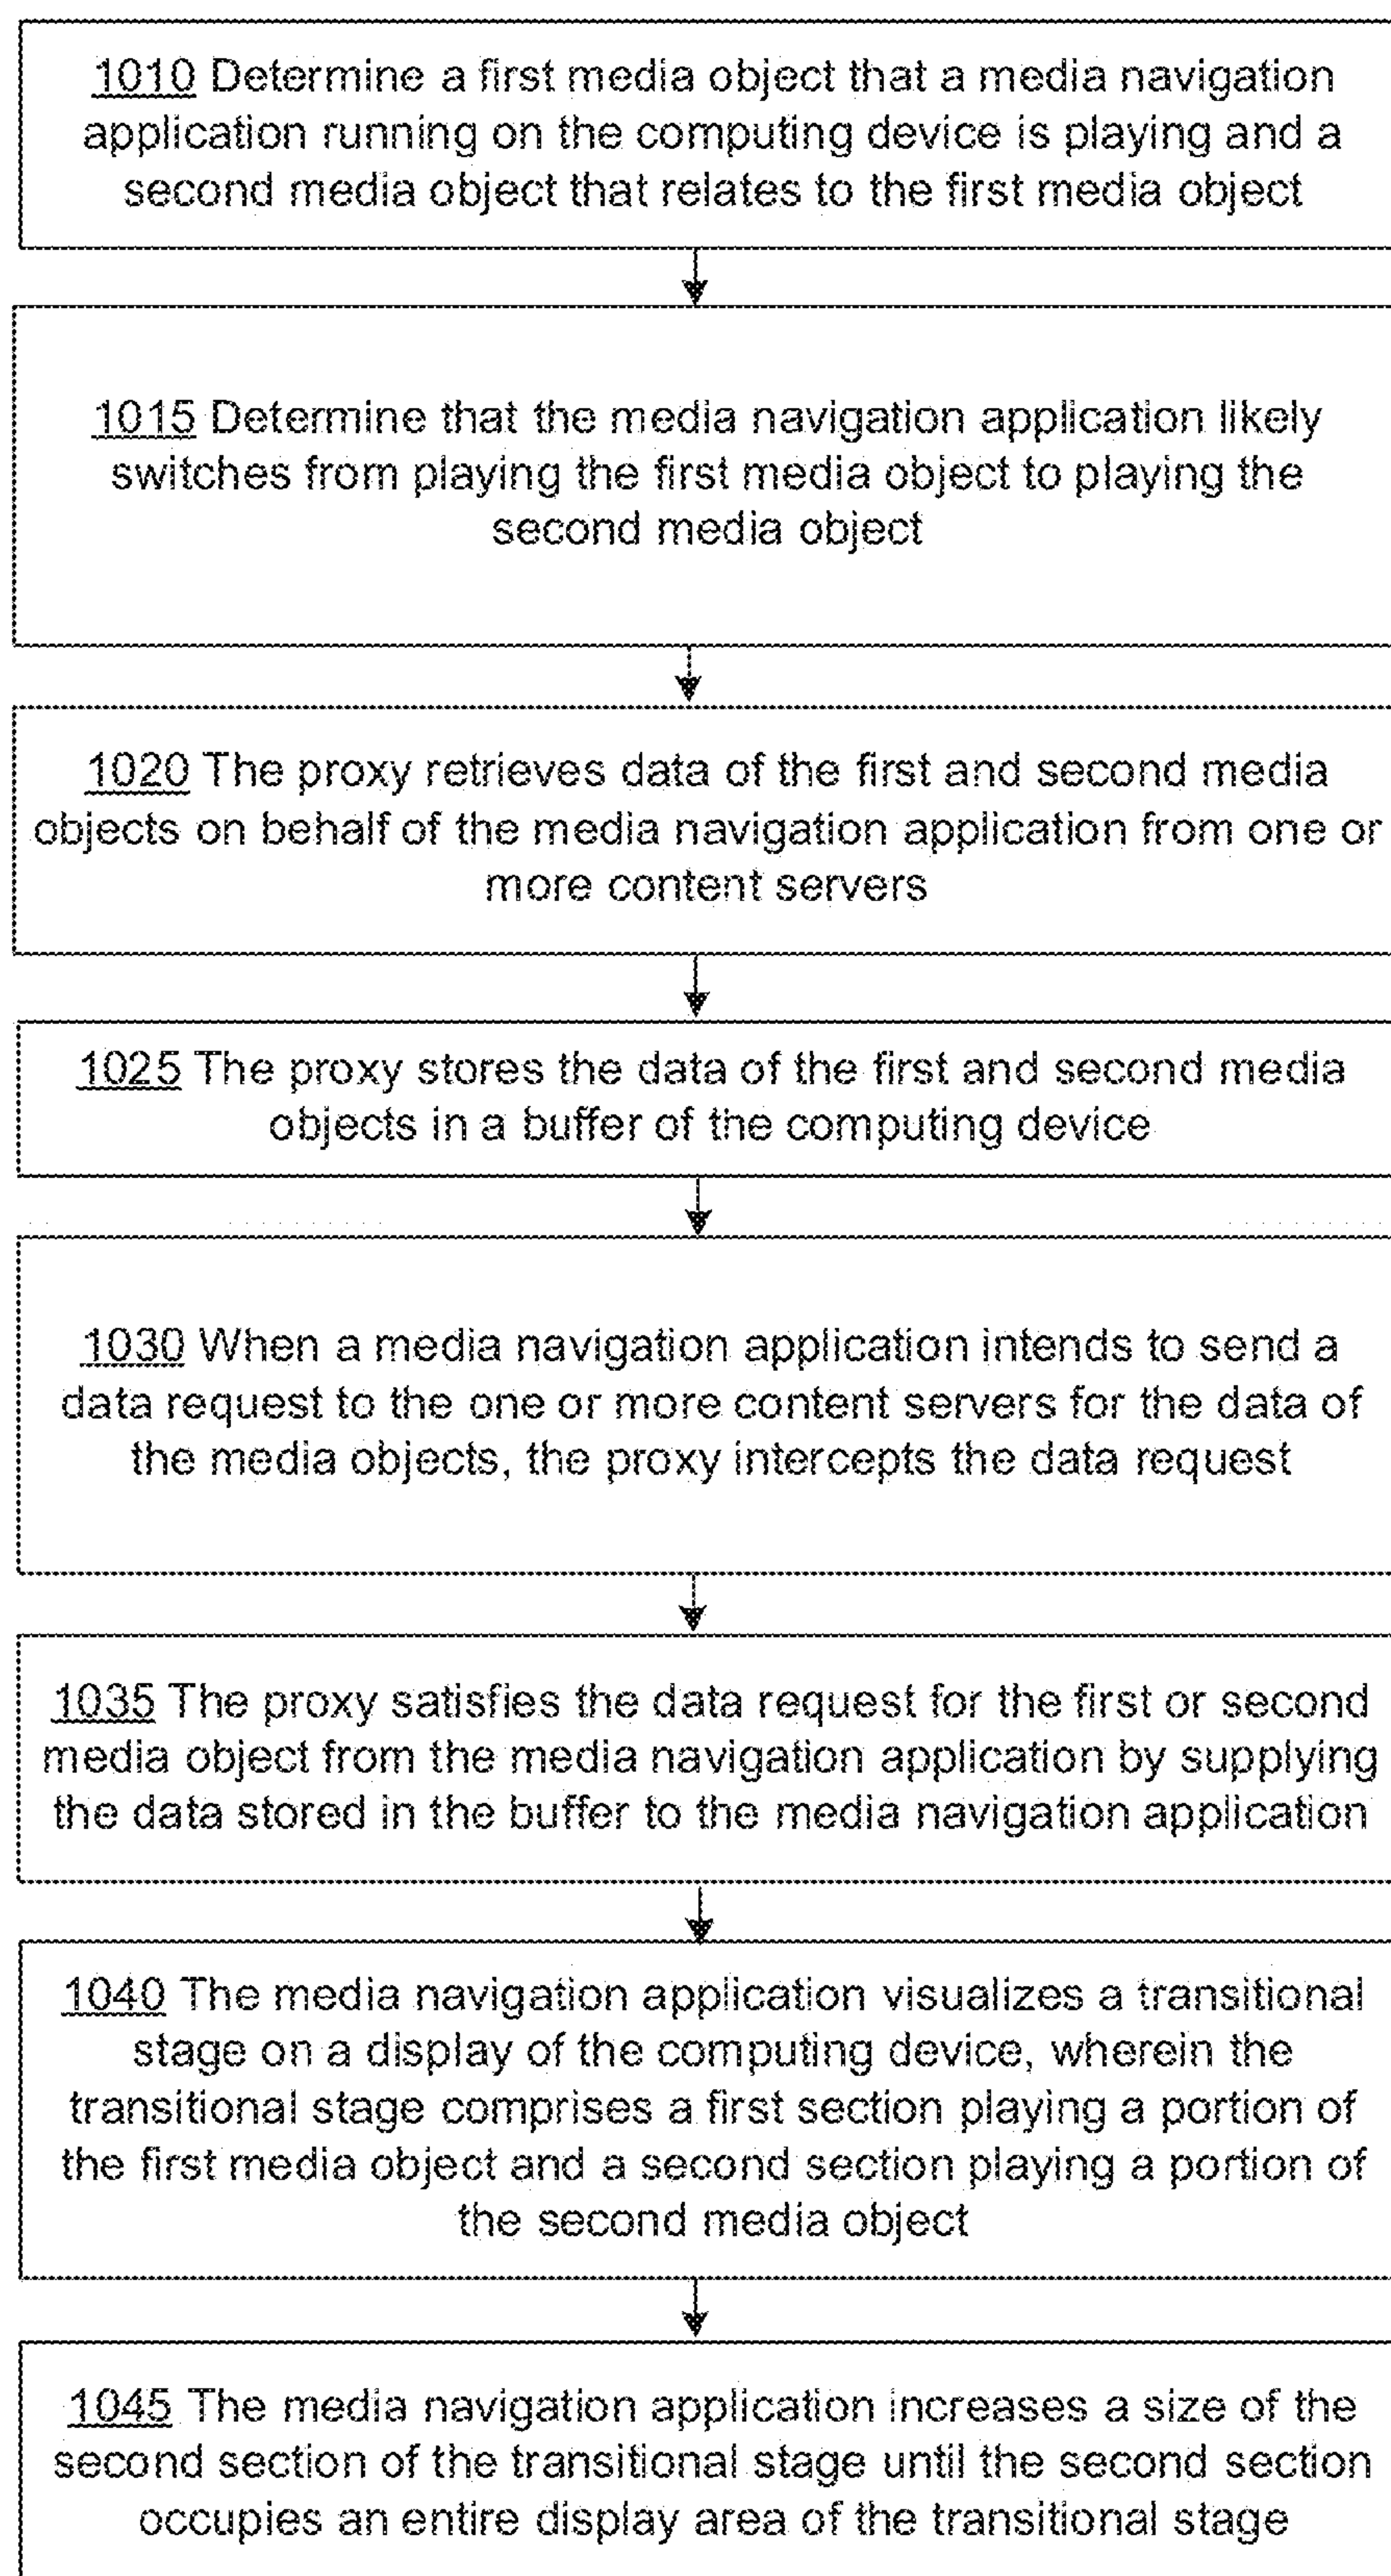 1010 Determine a first media object that a media navigation
application running on the computing device is playing and a
second media object that relates to the first media object
1015 Determine that the media navigation application likely
switches from playing the first media object to playing the
second media object
1020 The proxy retrieves data of the first and second media
objects on behalf of the media navigation application from one or
more content servers
1025 The proxy stores the data of the first and second media
objects in a buffer of the computing device
1030 When a media navigation application intends to send a
data request to the one or more content servers for the data of
the media objects, the proxy intercepts the data request
1035 The proxy satisfies the data request for the first or second
media object from the media navigation application by supplying
the data stored in the buffer to the media navigation application
1040 The media navigation application visualizes a transitional
stage on a display of the computing device, wherein the
transitional stage comprises a first section playing a portion of
the first media object and a second section playing a portion of
the second media object
1045 The media navigation application increases a size of the
second section of the transitional stage until the second section
occupies an entire display area of the transitional stage